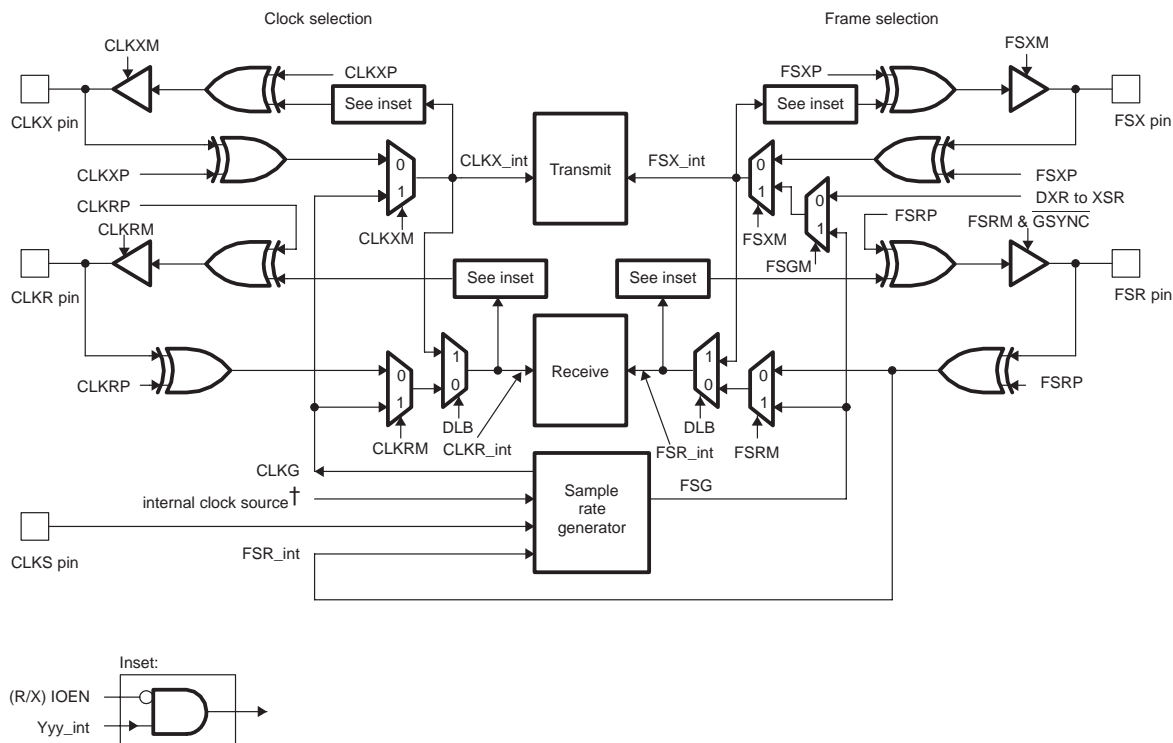 Clock selection
Frame selection
CLKXM
FSXM
CLKXP
FSXP
See inset
See inset
CLKX pin
FSX pin
CLKX_int
Transmit
FSX_int
0
1
0
1
CLKXP
FSXP
CLKRP
DXR to XSR
0
1
CLKRM
CLKXM
FSXM
FSRP
FSRM & GSYNC
FSGM
See inset
See inset
CLKR pin
FSR pin
1
0
Receive
1
0
0
1
0
1
CLKRP
FSRP
DLB
DLB
CLKRM
CLKR_int
FSR_int
FSRM
CLKG
FSG
Sample
rate
generator
internal clock source†
CLKS pin
FSR_int
Inset:
(R/X) IOEN
Yyy_int